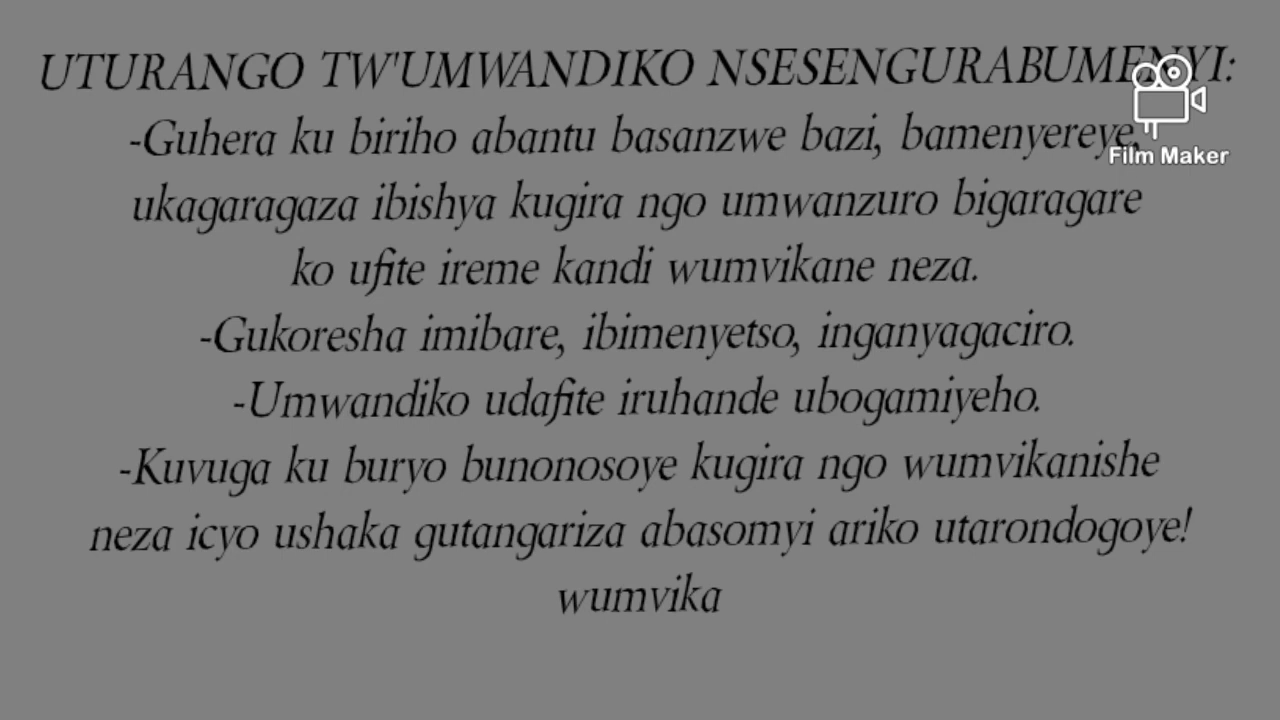 UTURANGO TW'UMWANDIKO NSESENGURABUMENYI:
-Guhera ku biriho abantu basanzwe bazi, bamenyereye,
Film Maker
ukagaragaza ibishya kugira ngo umwanzuro bigaragare
ko ufite ireme kandi wumvikane neza.
-Gukoresha imibare, ibimenyetso, inganyagaciro.
-Umwandiko udafite iruhande ubogamiyeho.
-Kuvuga ku buryo bunonosoye kugira ngo wumvikanishe
neza icyo ushaka gutangariza abasomyi ariko utarondogoye!
wumvika